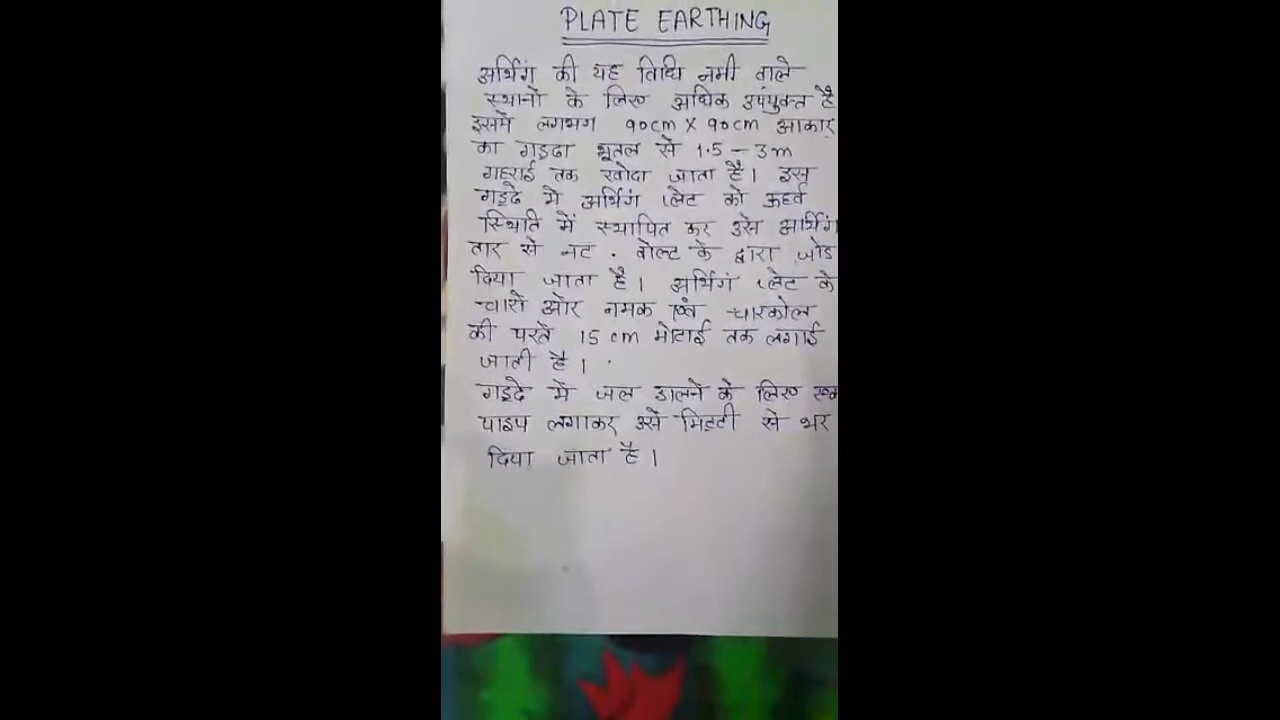 PLATE EARTHING
अर्थिंग की यह विधि नमी वाले
स्थानों के लिए अधिक उपयुक्त है
इसमें लगभग 90cm X 90cm आकार
का गड्ढा भूतल से 1.5 – 3m
गहराई तक खोदा जाता है। इस
गड्ढे में अर्थिंग प्लेट को
स्थिति में स्थापित कर उसे अर्थिंग
तार से नट . वोल्ट के द्वारा जोड
दिया जाता है। अर्थिंग प्लेट के
चारों ओर नमक एवं चारकोल
की परते 15 cm मोटाई तक लगाई
जाती है।
गड्ढे में जल डालने के लिए एक
पाइप लगाकर उसे मिट्टी से भर
दिया जाता है।